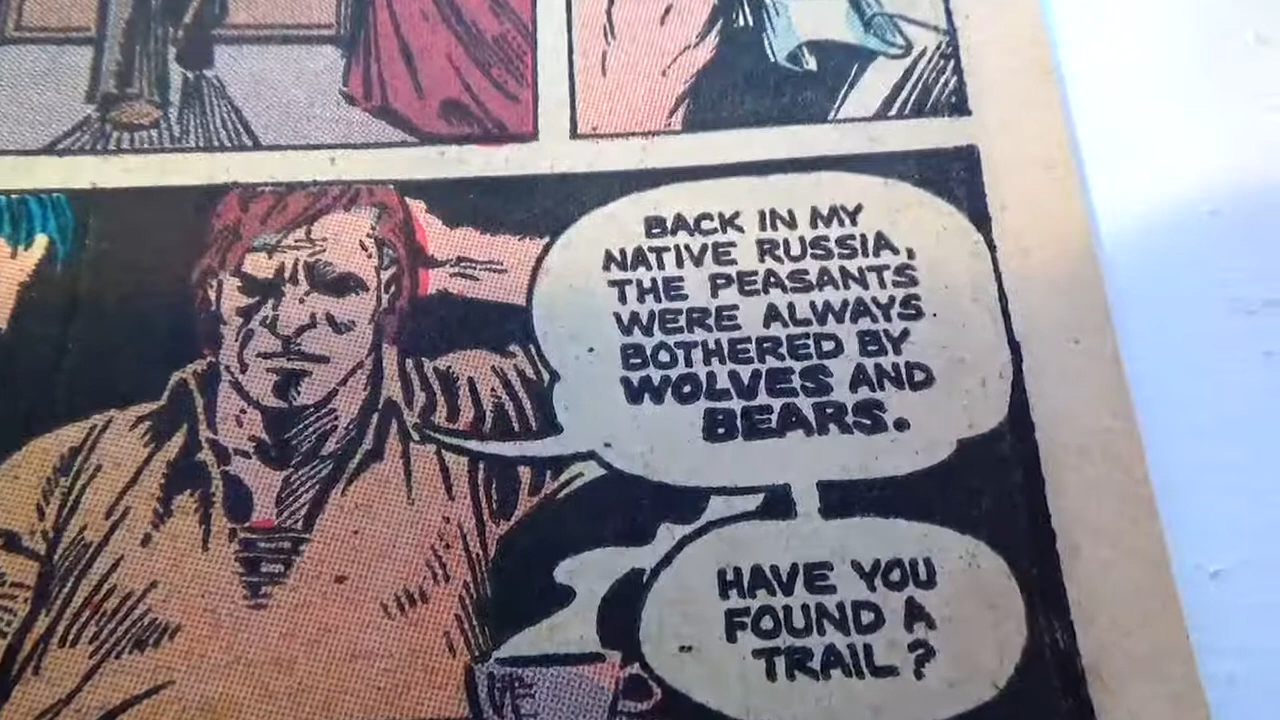 BACK IN MY
NATIVE RUSSIA,
THE PEASANTS
WERE ALWAYS
BOTHERED BY
WOLVES AND
BEARS.
HAVE YOU
FOUND A
TRAIL?